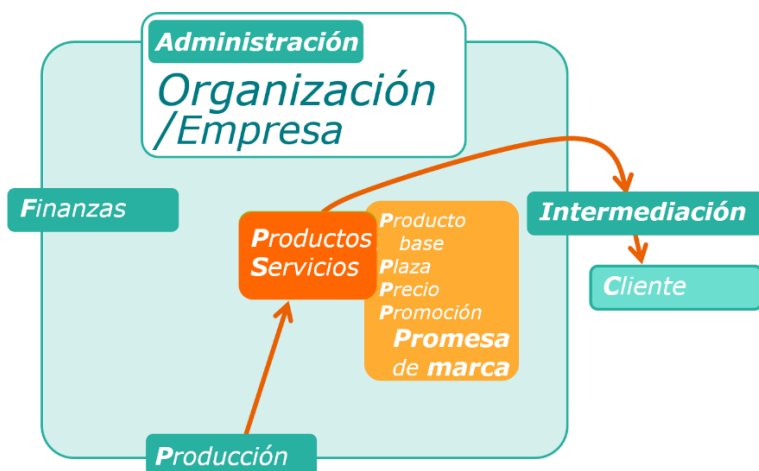 Administración
Organización
/Empresa
Finanzas
Productos
Servicios
Producto
base
Plaza
Precio
Promoción
Promesa
de marca
Intermediación
Cliente
Producción